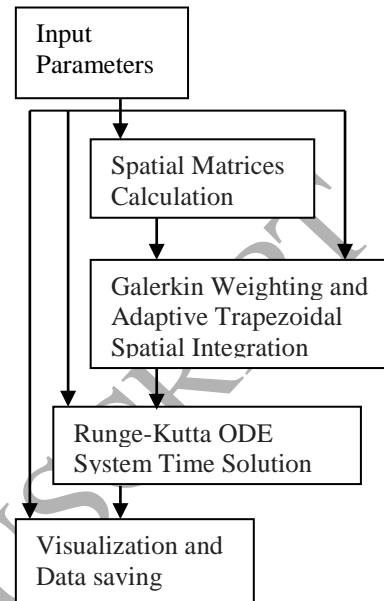 Input
Parameters
Spatial Matrices
Calculation
Galerkin Weighting and
Adaptive Trapezoidal
Spatial Integration
Runge-Kutta ODE
System Time Solution
Visualization and
Data saving